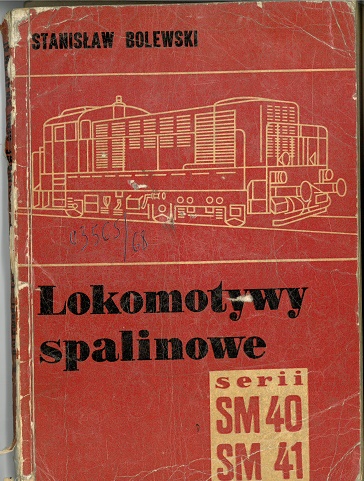 STANISŁAW BOLEWSKI
Lokomotywy
spalinowe
serii
SM 40
SM 41